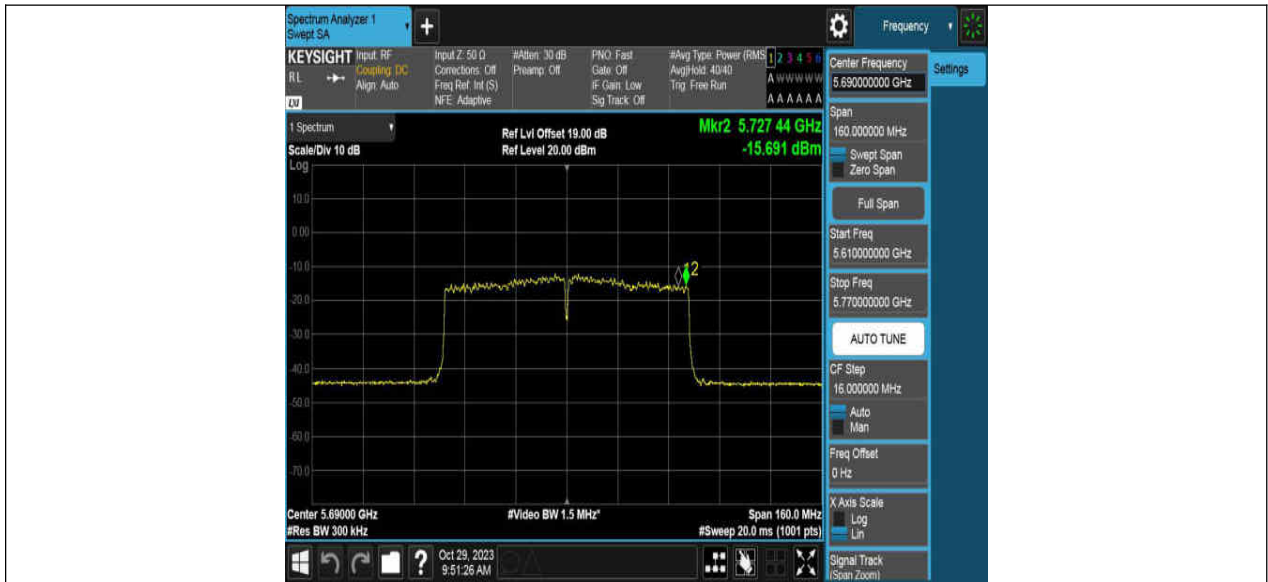 Spectrum Analyzer 1
Swept SA
+
Frequency
KEYSIGHT
RL
LW
Input: RF
Coupling: DC
Align: Auto
Input Z: 50 Ω
Corrections: Off
Freq Ref: Int (S)
NFE: Adaptive
#Atten: 30 dB
Preamp: Off
PNO: Fast
Gate: Off
IF Gain: Low
Sig Track: Off
#Avg Type: Power (RMS
Avg|Hold: 40/40
Trig: Free Run
1 2 3 4 5 6
A W W W W W
A A A A A A
Center Frequency
5.690000000 GHz
Settings
Span
160.000000 MHz
Swept Span
Zero Span
Full Span
Start Freq
5.610000000 GHz
Stop Freq
5.770000000 GHz
AUTO TUNE
CF Step
16.000000 MHz
Auto
Man
Freq Offset
0 Hz
X Axis Scale
Log
Lin
Signal Track
(Span Zoom)
1 Spectrum
Scale/Div 10 dB
Ref Lvl Offset 19.00 dB
Ref Level 20.00 dBm
Mkr2 5.727 44 GHz
-15.691 dBm
Log
10.0
0.00
-10.0
-20.0
-30.0
-40.0
-50.0
-60.0
-70.0
12
Center 5.69000 GHz
#Res BW 300 kHz
#Video BW 1.5 MHz*
Span 160.0 MHz
#Sweep 20.0 ms (1001 pts)
?
Oct 29, 2023
9:51:26 AM